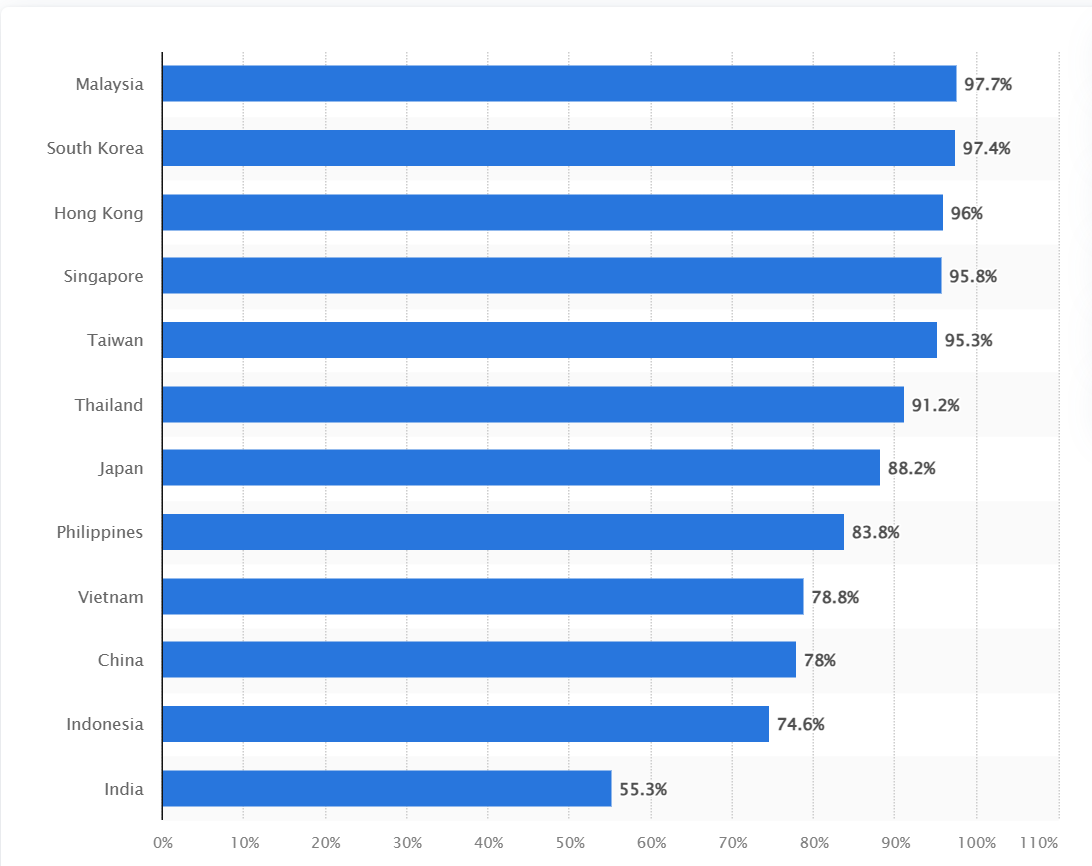 Malaysia 97.7%
South Korea 97.4%
Hong Kong 96%
Singapore 95.8%
Taiwan 95.3%
Thailand 91.2%
Japan 88.2%
Philippines 83.8%
Vietnam 78.8%
China 78%
Indonesia 74.6%
India 55.3%
0% 10% 20% 30% 40% 50% 60% 70% 80% 90% 100% 110%